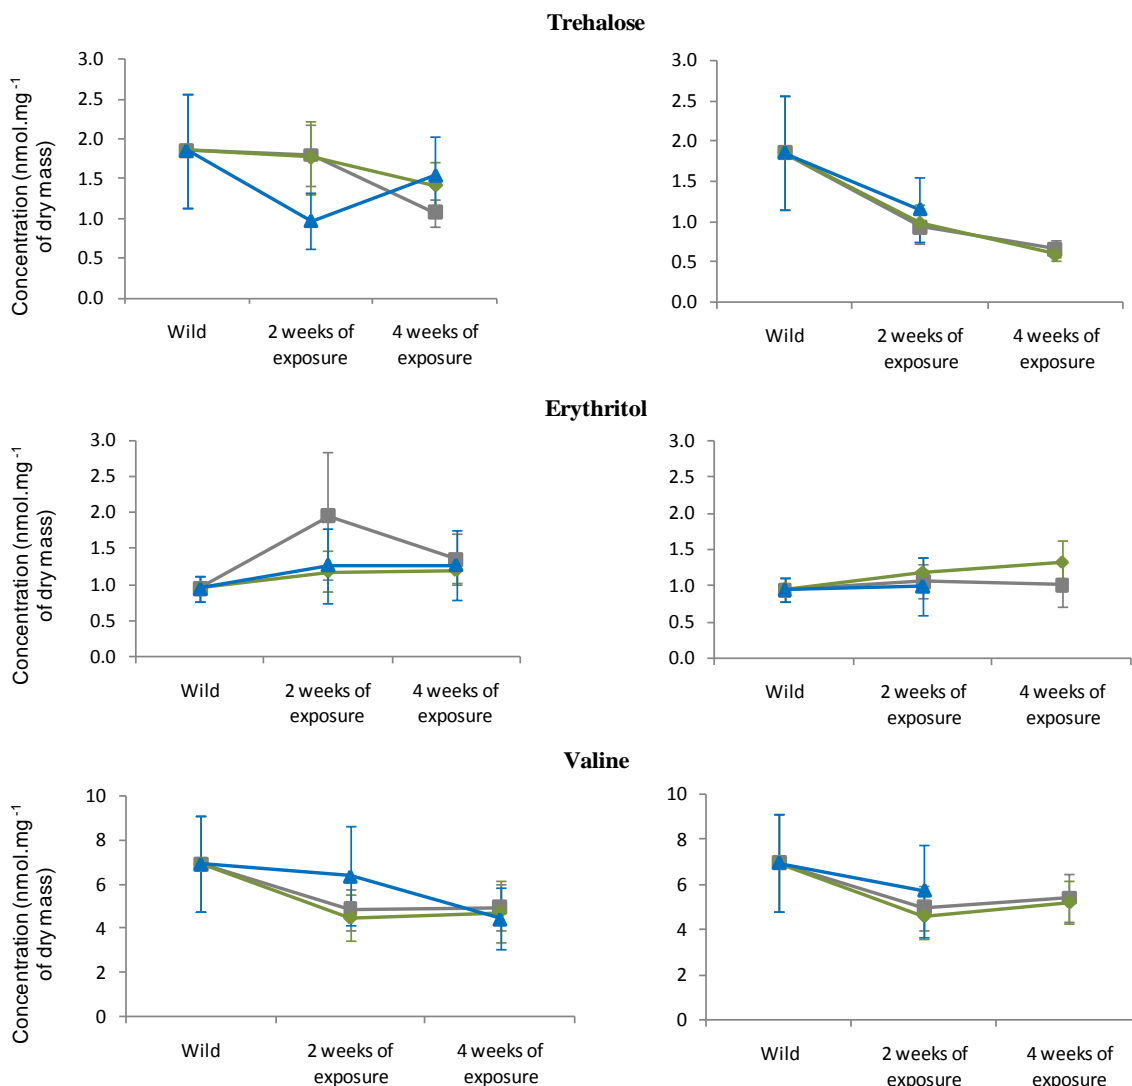 Trehalose
Concentration (nmol.mg-1
of dry mass)
3.0
2.5
2.0
1.5
1.0
0.5
0.0
Wild
2 weeks of
exposure
4 weeks of
exposure
3.0
2.5
2.0
1.5
1.0
0.5
0.0
Wild
2 weeks of
exposure
4 weeks of
exposure
Erythritol
Concentration (nmol.mg-1
of dry mass)
3.0
2.5
2.0
1.5
1.0
0.5
0.0
Wild
2 weeks of
exposure
4 weeks of
exposure
3.0
2.5
2.0
1.5
1.0
0.5
0.0
Wild
2 weeks of
exposure
4 weeks of
exposure
Valine
Concentration (nmol.mg-1
of dry mass)
10
8
6
4
2
0
Wild
2 weeks of
exposure
4 weeks of
exposure
10
8
6
4
2
0
Wild
2 weeks of
exposure
4 weeks of
exposure